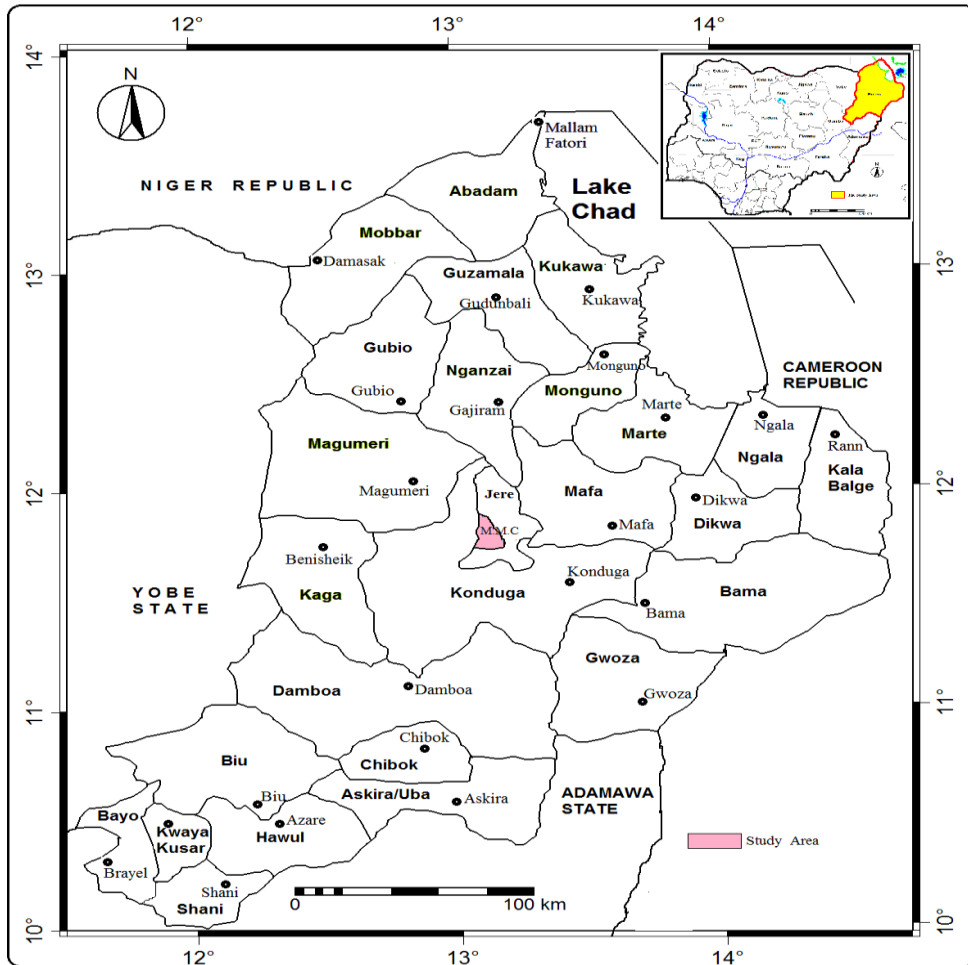 12°
13°
14°
14°
N
Mallam
Fatori
NIGER REPUBLIC
Abadam
Lake
Chad
Mobbar
Damasak
13°
13°
Guzamala
Kukawa
Gudunbali
Kukawa
Gubio
Nganzai
Monguno
Monguno
CAMEROON
REPUBLIC
Gubio
Gajiram
Marte
Marte
Ngala
Ngala
Rann
Kala
Balge
Magumeri
Magumeri
12°
12°
Jere
Mafa
Dikwa
Dikwa
M.M.C
Mafa
Benisheik
YOBE
STATE
Kaga
Konduga
Konduga
Bama
Bama
Gwoza
Gwoza
Damboa
Damboa
11°
11°
Chibok
Chibok
Biu
Biu
Askira/Uba
Askira
ADAMAWA
STATE
Bayo
Kwaya
Kusar
Azare
Hawul
Brayel
Shani
Shani
Study Area
0
100 km
10°
10°
12°
13°
14°